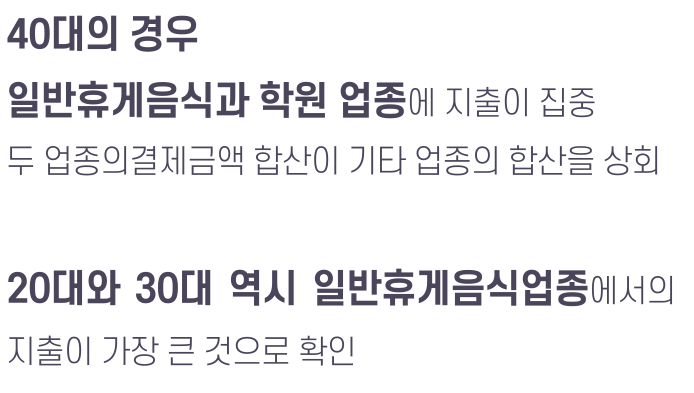 40대의 경우
일반휴게음식과 학원 업종에 지출이 집중
두 업종의결제금액 합산이 기타 업종의 합산을 상회
20대와 30대 역시 일반휴게음식업종에서의
지출이 가장 큰 것으로 확인